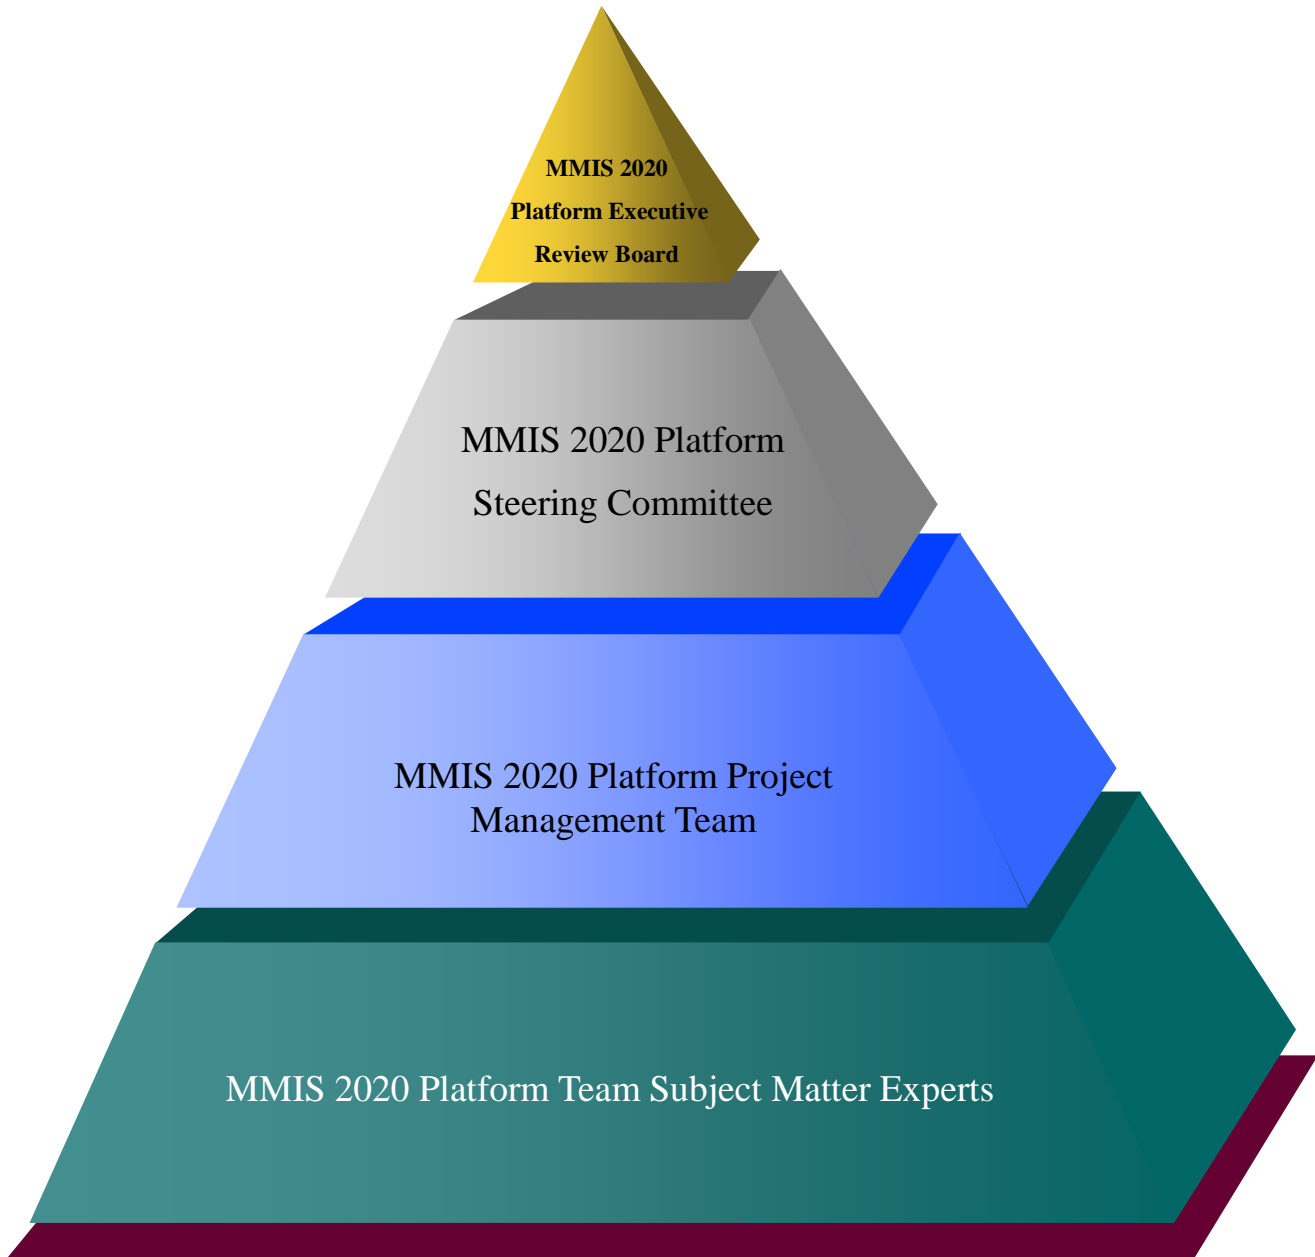 MMIS 2020
Platform Executive
Review Board
MMIS 2020 Platform
Steering Committee
MMIS 2020 Platform Project
Management Team
MMIS 2020 Platform Team Subject Matter Experts